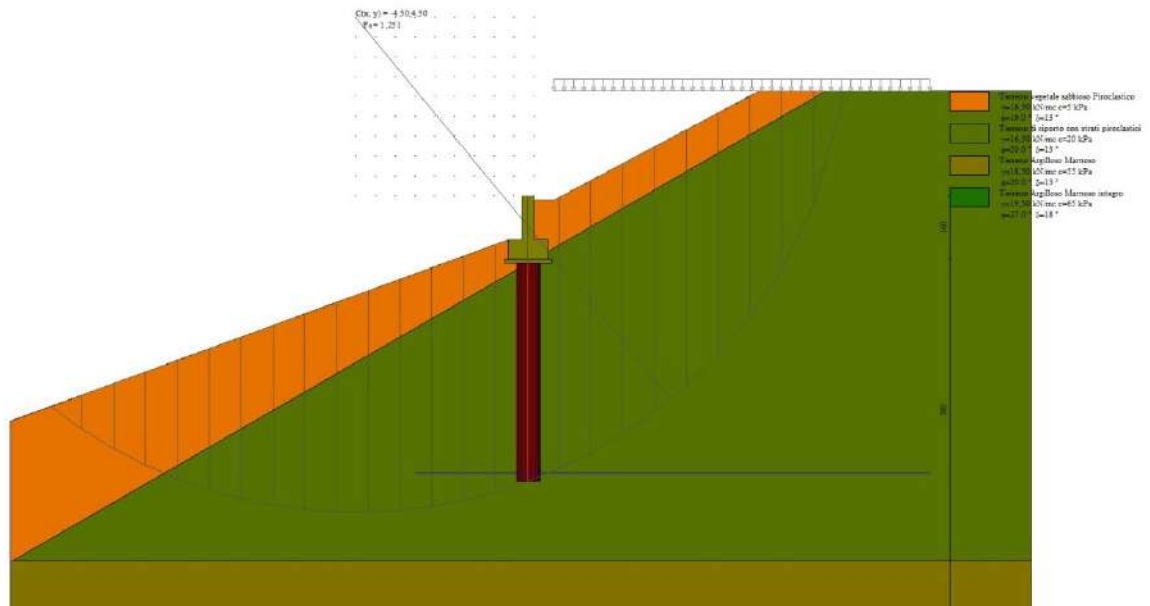 C(x, y) = -4.50;4.50
Fs= 1,251
Terreno vegetale sabbioso Piroclastico
γ=16,50 kN/mc c=5 kPa
φ=19.0 ° δ=13 °
Terreno di riporto con strati piroclastici
γ=16,50 kN/mc c=20 kPa
φ=20.0 ° δ=13 °
Terreno Argilloso Marnoso
γ=18,50 kN/mc c=55 kPa
φ=20.0 ° δ=13 °
Terreno Argilloso Marnoso integro
γ=19,50 kN/mc c=65 kPa
φ=27.0 ° δ=18 °